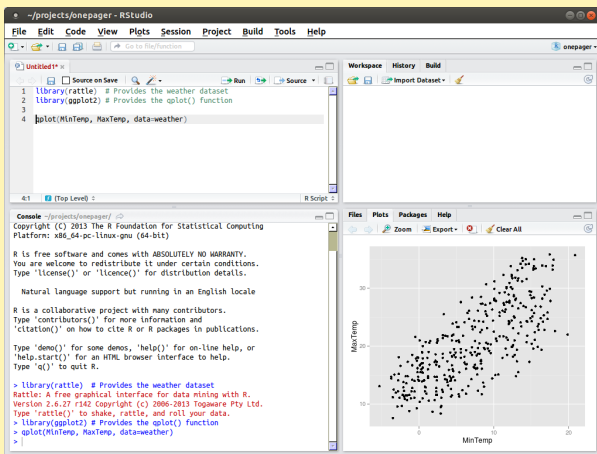 ~/projects/onepager - RStudio
File Edit Code View Plots Session Project Build Tools Help
Go to file/function
onepager
Untitled1* ×
Source on Save
Run
Source
1 library(rattle) # Provides the weather dataset
2 library(ggplot2) # Provides the qplot() function
3
4 qplot(MinTemp, MaxTemp, data=weather)
4:1 (Top Level) R Script
Console ~/projects/onepager/
Copyright (C) 2013 The R Foundation for Statistical Computing
Platform: x86_64-pc-linux-gnu (64-bit)
R is free software and comes with ABSOLUTELY NO WARRANTY.
You are welcome to redistribute it under certain conditions.
Type 'license()' or 'licence()' for distribution details.
Natural language support but running in an English locale
R is a collaborative project with many contributors.
Type 'contributors()' for more information and
'citation()' on how to cite R or R packages in publications.
Type 'demo()' for some demos, 'help()' for on-line help, or
'help.start()' for an HTML browser interface to help.
Type 'q()' to quit R.
> library(rattle) # Provides the weather dataset
Rattle: A free graphical interface for data mining with R.
Version 2.6.27 r142 Copyright (c) 2006-2013 Togaware Pty Ltd.
Type 'rattle()' to shake, rattle, and roll your data.
> library(ggplot2) # Provides the qplot() function
> qplot(MinTemp, MaxTemp, data=weather)
>
Workspace History Build
Import Dataset
Files Plots Packages Help
Zoom Export Clear All
30
20
10
MaxTemp
0 10 20
MinTemp